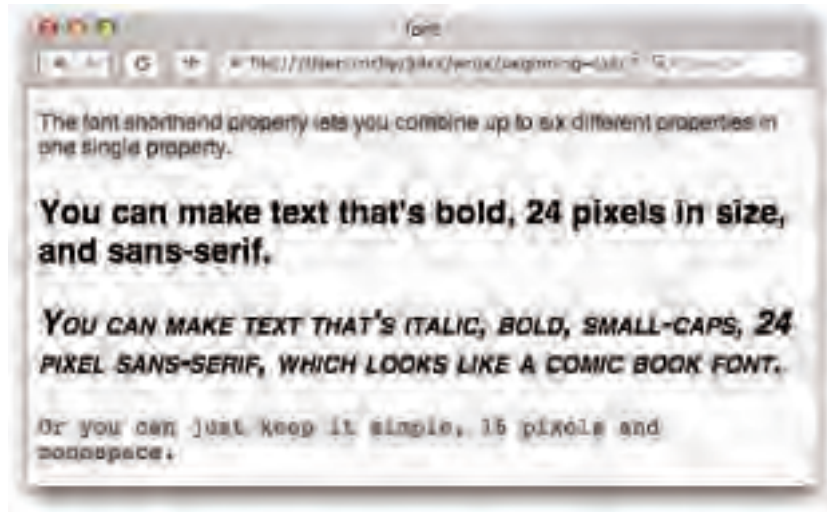 font
The font shorthand property lets you combine up to six different properties in
one single property.
You can make text that's bold, 24 pixels in size,
and sans-serif.
YOU CAN MAKE TEXT THAT'S ITALIC, BOLD, SMALL-CAPS, 24
PIXEL SANS-SERIF, WHICH LOOKS LIKE A COMIC BOOK FONT.
Or you can just keep it simple, 16 pixels and
monospace.